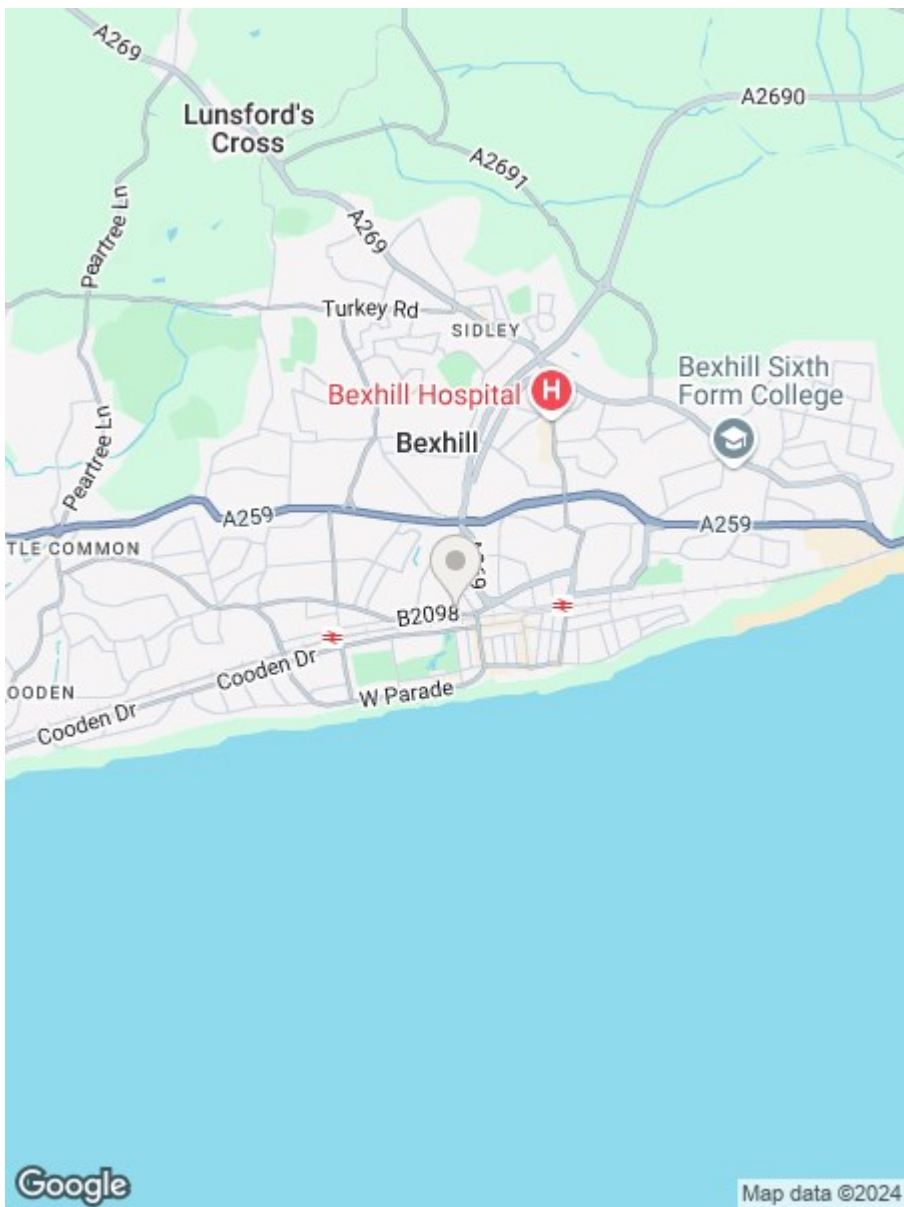 A269
A2690
Lunsford's
Cross
A2691
Peartree Ln
A269
Turkey Rd
SIDLEY
Bexhill Sixth
Form College
Bexhill Hospital
H
Bexhill
Peartree Ln
A259
A259
TLE COMMON
B2098
Cooden Dr
OODEN
W Parade
Cooden Dr
Google
Map data ©2024